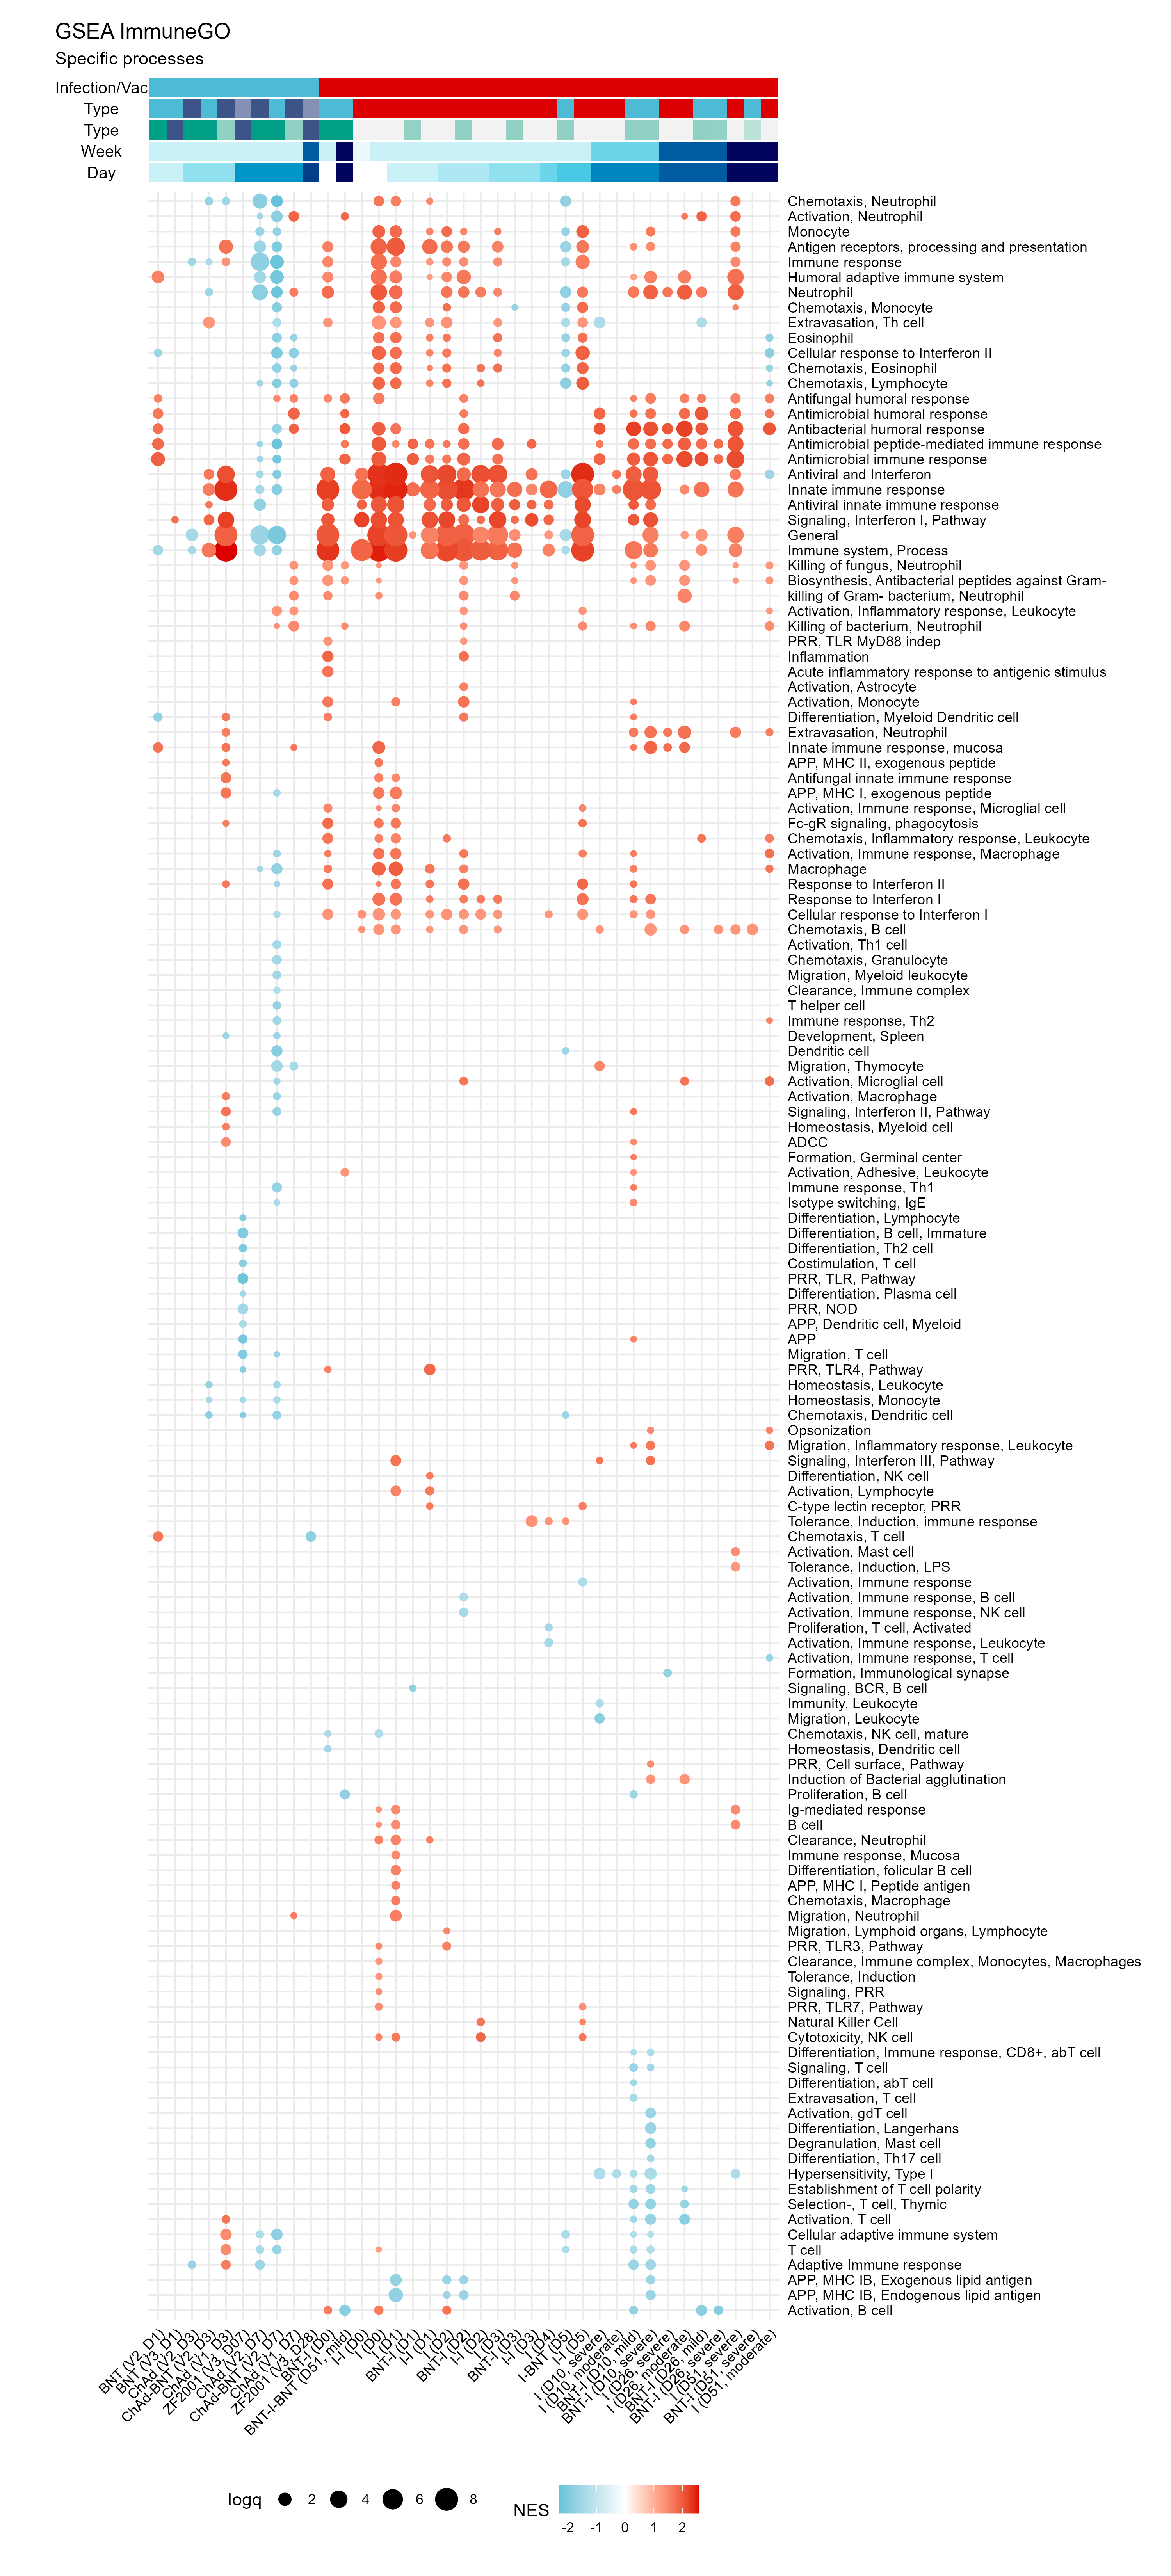 GSEA ImmuneGO
Specific processes
Infection/Vac
Type
Type
Week
Day
Chemotaxis, Neutrophil
Activation, Neutrophil
Monocyte
Antigen receptors, processing and presentation
Immune response
Humoral adaptive immune system
Neutrophil
Chemotaxis, Monocyte
Extravasation, Th cell
Eosinophil
Cellular response to Interferon II
Chemotaxis, Eosinophil
Chemotaxis, Lymphocyte
Antifungal humoral response
Antimicrobial humoral response
Antibacterial humoral response
Antimicrobial peptide-mediated immune response
Antimicrobial immune response
Antiviral and Interferon
Innate immune response
Antiviral innate immune response
Signaling, Interferon I, Pathway
General
Immune system, Process
Killing of fungus, Neutrophil
Biosynthesis, Antibacterial peptides against Gram-
killing of Gram- bacterium, Neutrophil
Activation, Inflammatory response, Leukocyte
Killing of bacterium, Neutrophil
PRR, TLR MyD88 indep
Inflammation
Acute inflammatory response to antigenic stimulus
Activation, Astrocyte
Activation, Monocyte
Differentiation, Myeloid Dendritic cell
Extravasation, Neutrophil
Innate immune response, mucosa
APP, MHC II, exogenous peptide
Antifungal innate immune response
APP, MHC I, exogenous peptide
Activation, Immune response, Microglial cell
Fc-gR signaling, phagocytosis
Chemotaxis, Inflammatory response, Leukocyte
Activation, Immune response, Macrophage
Macrophage
Response to Interferon II
Response to Interferon I
Cellular response to Interferon I
Chemotaxis, B cell
Activation, Th1 cell
Chemotaxis, Granulocyte
Migration, Myeloid leukocyte
Clearance, Immune complex
T helper cell
Immune response, Th2
Development, Spleen
Dendritic cell
Migration, Thymocyte
Activation, Microglial cell
Activation, Macrophage
Signaling, Interferon II, Pathway
Homeostasis, Myeloid cell
ADCC
Formation, Germinal center
Activation, Adhesive, Leukocyte
Immune response, Th1
Isotype switching, IgE
Differentiation, Lymphocyte
Differentiation, B cell, Immature
Differentiation, Th2 cell
Costimulation, T cell
PRR, TLR, Pathway
Differentiation, Plasma cell
PRR, NOD
APP, Dendritic cell, Myeloid
APP
Migration, T cell
PRR, TLR4, Pathway
Homeostasis, Leukocyte
Homeostasis, Monocyte
Chemotaxis, Dendritic cell
Opsonization
Migration, Inflammatory response, Leukocyte
Signaling, Interferon III, Pathway
Differentiation, NK cell
Activation, Lymphocyte
C-type lectin receptor, PRR
Tolerance, Induction, immune response
Chemotaxis, T cell
Activation, Mast cell
Tolerance, Induction, LPS
Activation, Immune response
Activation, Immune response, B cell
Activation, Immune response, NK cell
Proliferation, T cell, Activated
Activation, Immune response, Leukocyte
Activation, Immune response, T cell
Formation, Immunological synapse
Signaling, BCR, B cell
Immunity, Leukocyte
Migration, Leukocyte
Chemotaxis, NK cell, mature
Homeostasis, Dendritic cell
PRR, Cell surface, Pathway
Induction of Bacterial agglutination
Proliferation, B cell
Ig-mediated response
B cell
Clearance, Neutrophil
Immune response, Mucosa
Differentiation, folicular B cell
APP, MHC I, Peptide antigen
Chemotaxis, Macrophage
Migration, Neutrophil
Migration, Lymphoid organs, Lymphocyte
PRR, TLR3, Pathway
Clearance, Immune complex, Monocytes, Macrophages
Tolerance, Induction
Signaling, PRR
PRR, TLR7, Pathway
Natural Killer Cell
Cytotoxicity, NK cell
Differentiation, Immune response, CD8+, abT cell
Signaling, T cell
Differentiation, abT cell
Extravasation, T cell
Activation, gdT cell
Differentiation, Langerhans
Degranulation, Mast cell
Differentiation, Th17 cell
Hypersensitivity, Type I
Establishment of T cell polarity
Selection-, T cell, Thymic
Activation, T cell
Cellular adaptive immune system
T cell
Adaptive Immune response
APP, MHC IB, Exogenous lipid antigen
APP, MHC IB, Endogenous lipid antigen
Activation, B cell
BNT (V2, D1)
BNT (V3, D1)
ChAd (V2, D3)
ChAd-BNT (V2, D3)
ChAd (V1, D3)
ZF2001 (V3, D07)
ChAd (V2, D7)
ChAd-BNT (V2, D7)
ChAd (V1, D7)
ZF2001 (V3, D28)
BNT-I (D0)
BNT-I-BNT (D51, mild)
I-I (D0)
I (D0)
I (D1)
BNT-I (D1)
I-I (D1)
I (D2)
BNT-I (D2)
I-I (D2)
I (D3)
BNT-I (D3)
I-I (D3)
I (D4)
I-BNT (D5)
I-I (D5)
I (D10, severe)
I (D10, moderate)
BNT-I (D10, mild)
BNT-I (D10, severe)
I (D26, severe)
I (D26, moderate)
BNT-I (D26, mild)
BNT-I (D26, severe)
I (D51, severe)
BNT-I (D51, severe)
I (D51, moderate)
logq
2
4
6
8
NES
-2
-1
0
1
2